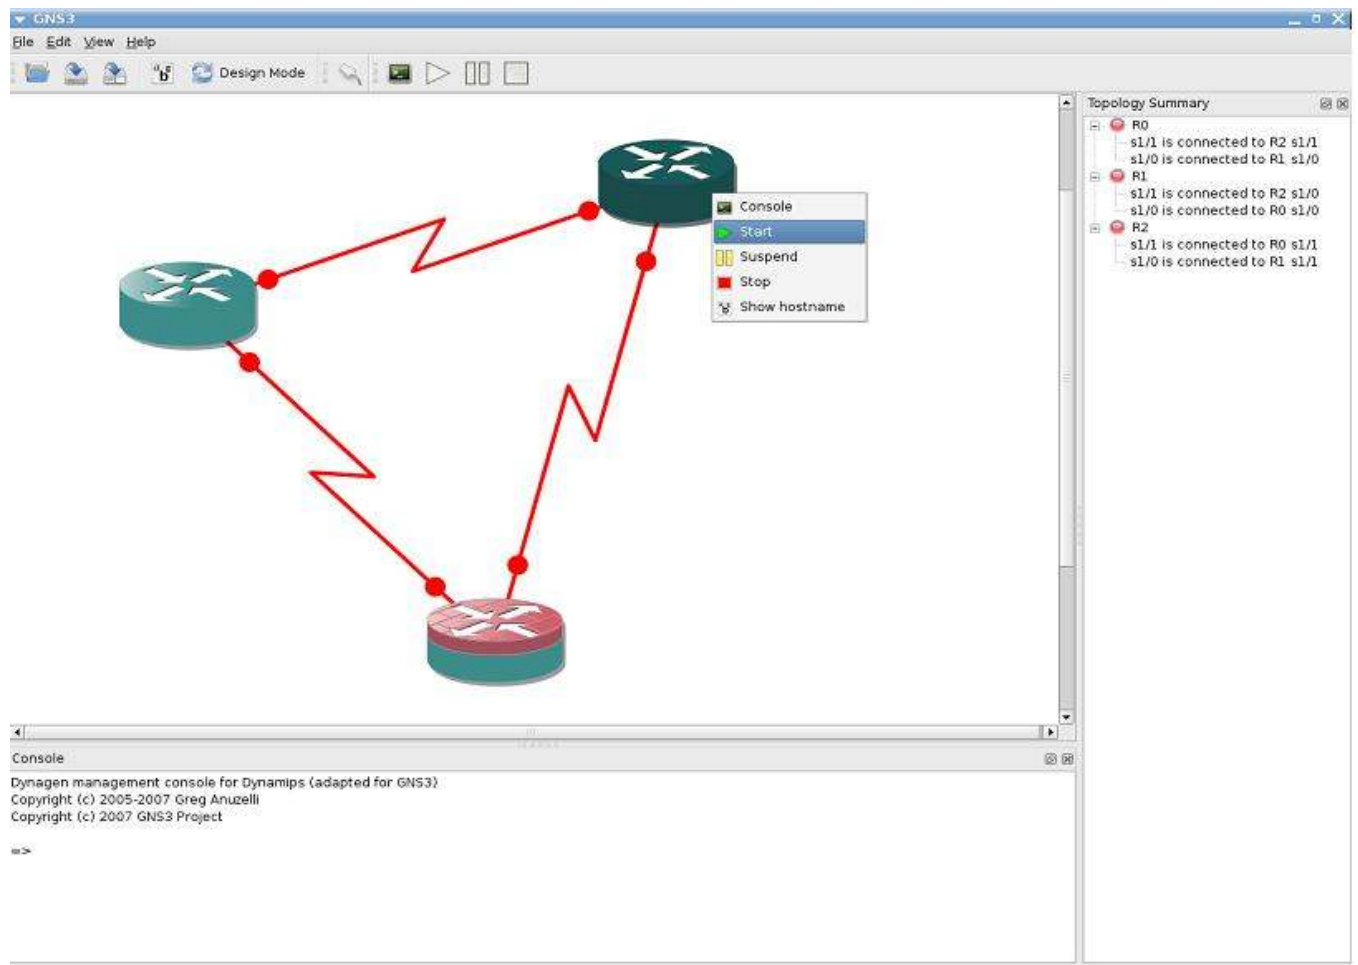 GNS3
File Edit View Help
Design Mode
Topology Summary
R0
s1/1 is connected to R2 s1/1
s1/0 is connected to R1 s1/0
R1
s1/1 is connected to R2 s1/0
s1/0 is connected to R0 s1/0
R2
s1/1 is connected to R0 s1/1
s1/0 is connected to R1 s1/1
Console
Start
Suspend
Stop
Show hostname
Console
Dynagen management console for Dynamips (adapted for GNS3)
Copyright (c) 2005-2007 Greg Anuzelli
Copyright (c) 2007 GNS3 Project
=>